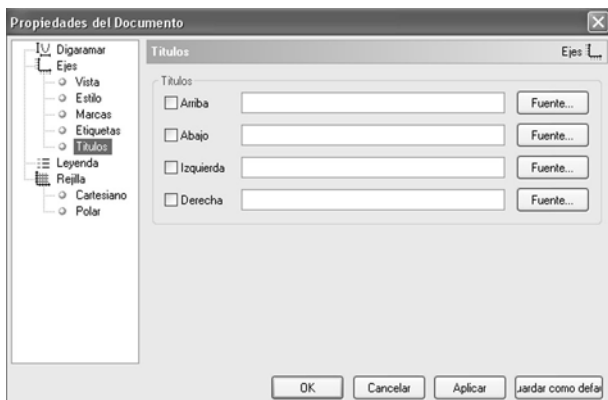 Propiedades del Documento
Digaramar
Ejes
Vista
Estilo
Marcas
Etiquetas
Titulos
Leyenda
Rejilla
Cartesiano
Polar
Titulos
Ejes
Titulos
Arriba
Fuente...
Abajo
Fuente...
Izquierda
Fuente...
Derecha
Fuente...
OK
Cancelar
Aplicar
uardar como defau